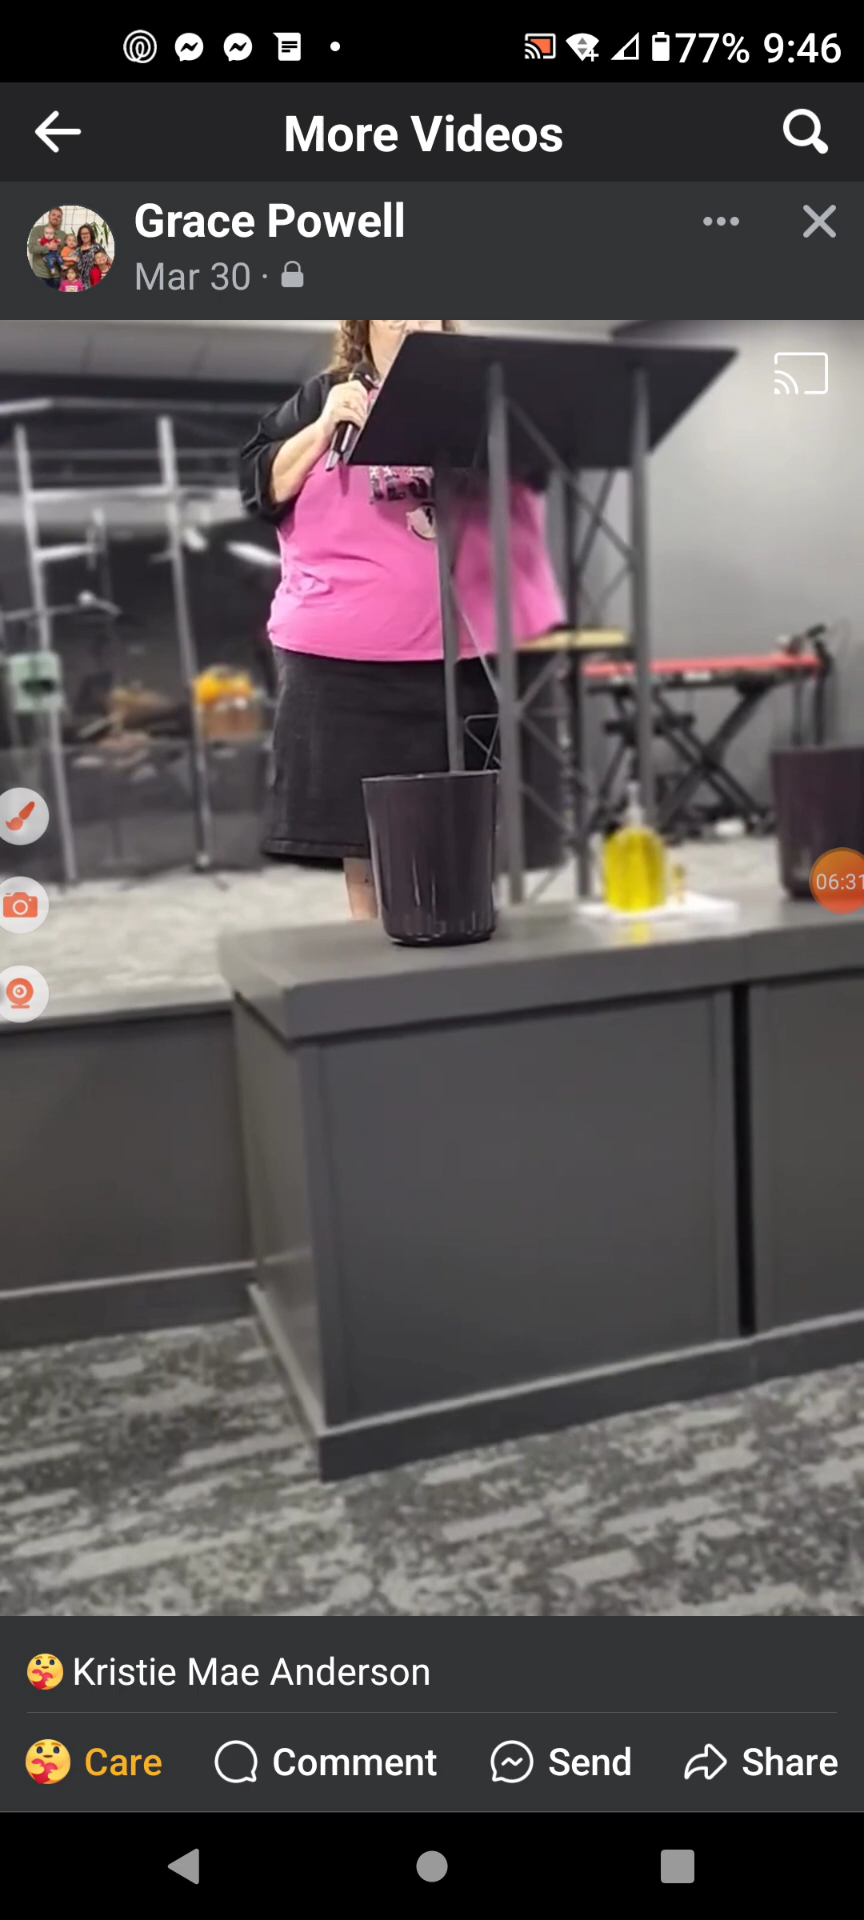 77% 9:46
More Videos
Grace Powell
Mar 30 ·
06:31
Kristie Mae Anderson
Care Comment Send Share